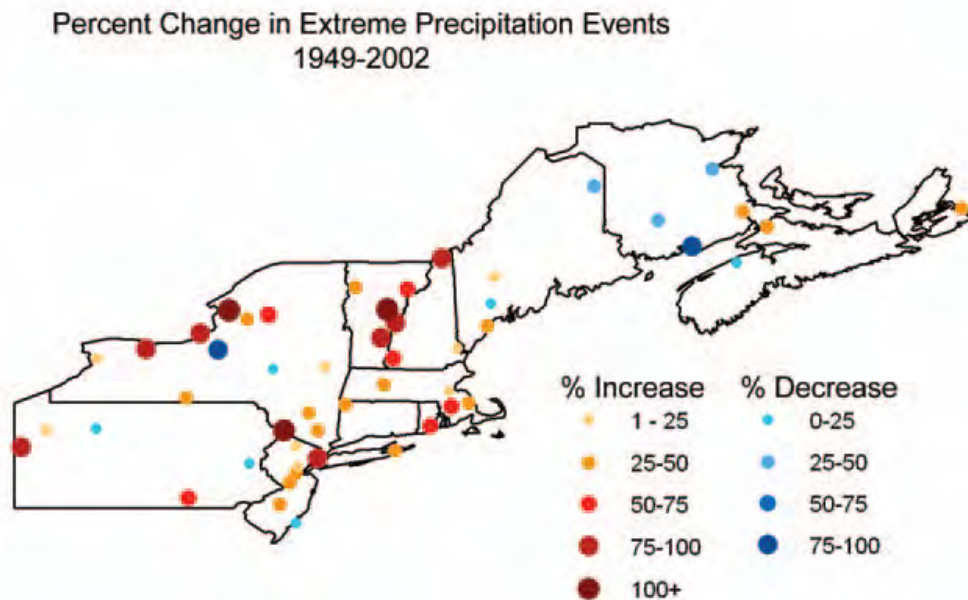 Percent Change in Extreme Precipitation Events
1949-2002
% Increase
% Decrease
1 - 25
0-25
25-50
25-50
50-75
50-75
75-100
75-100
100+